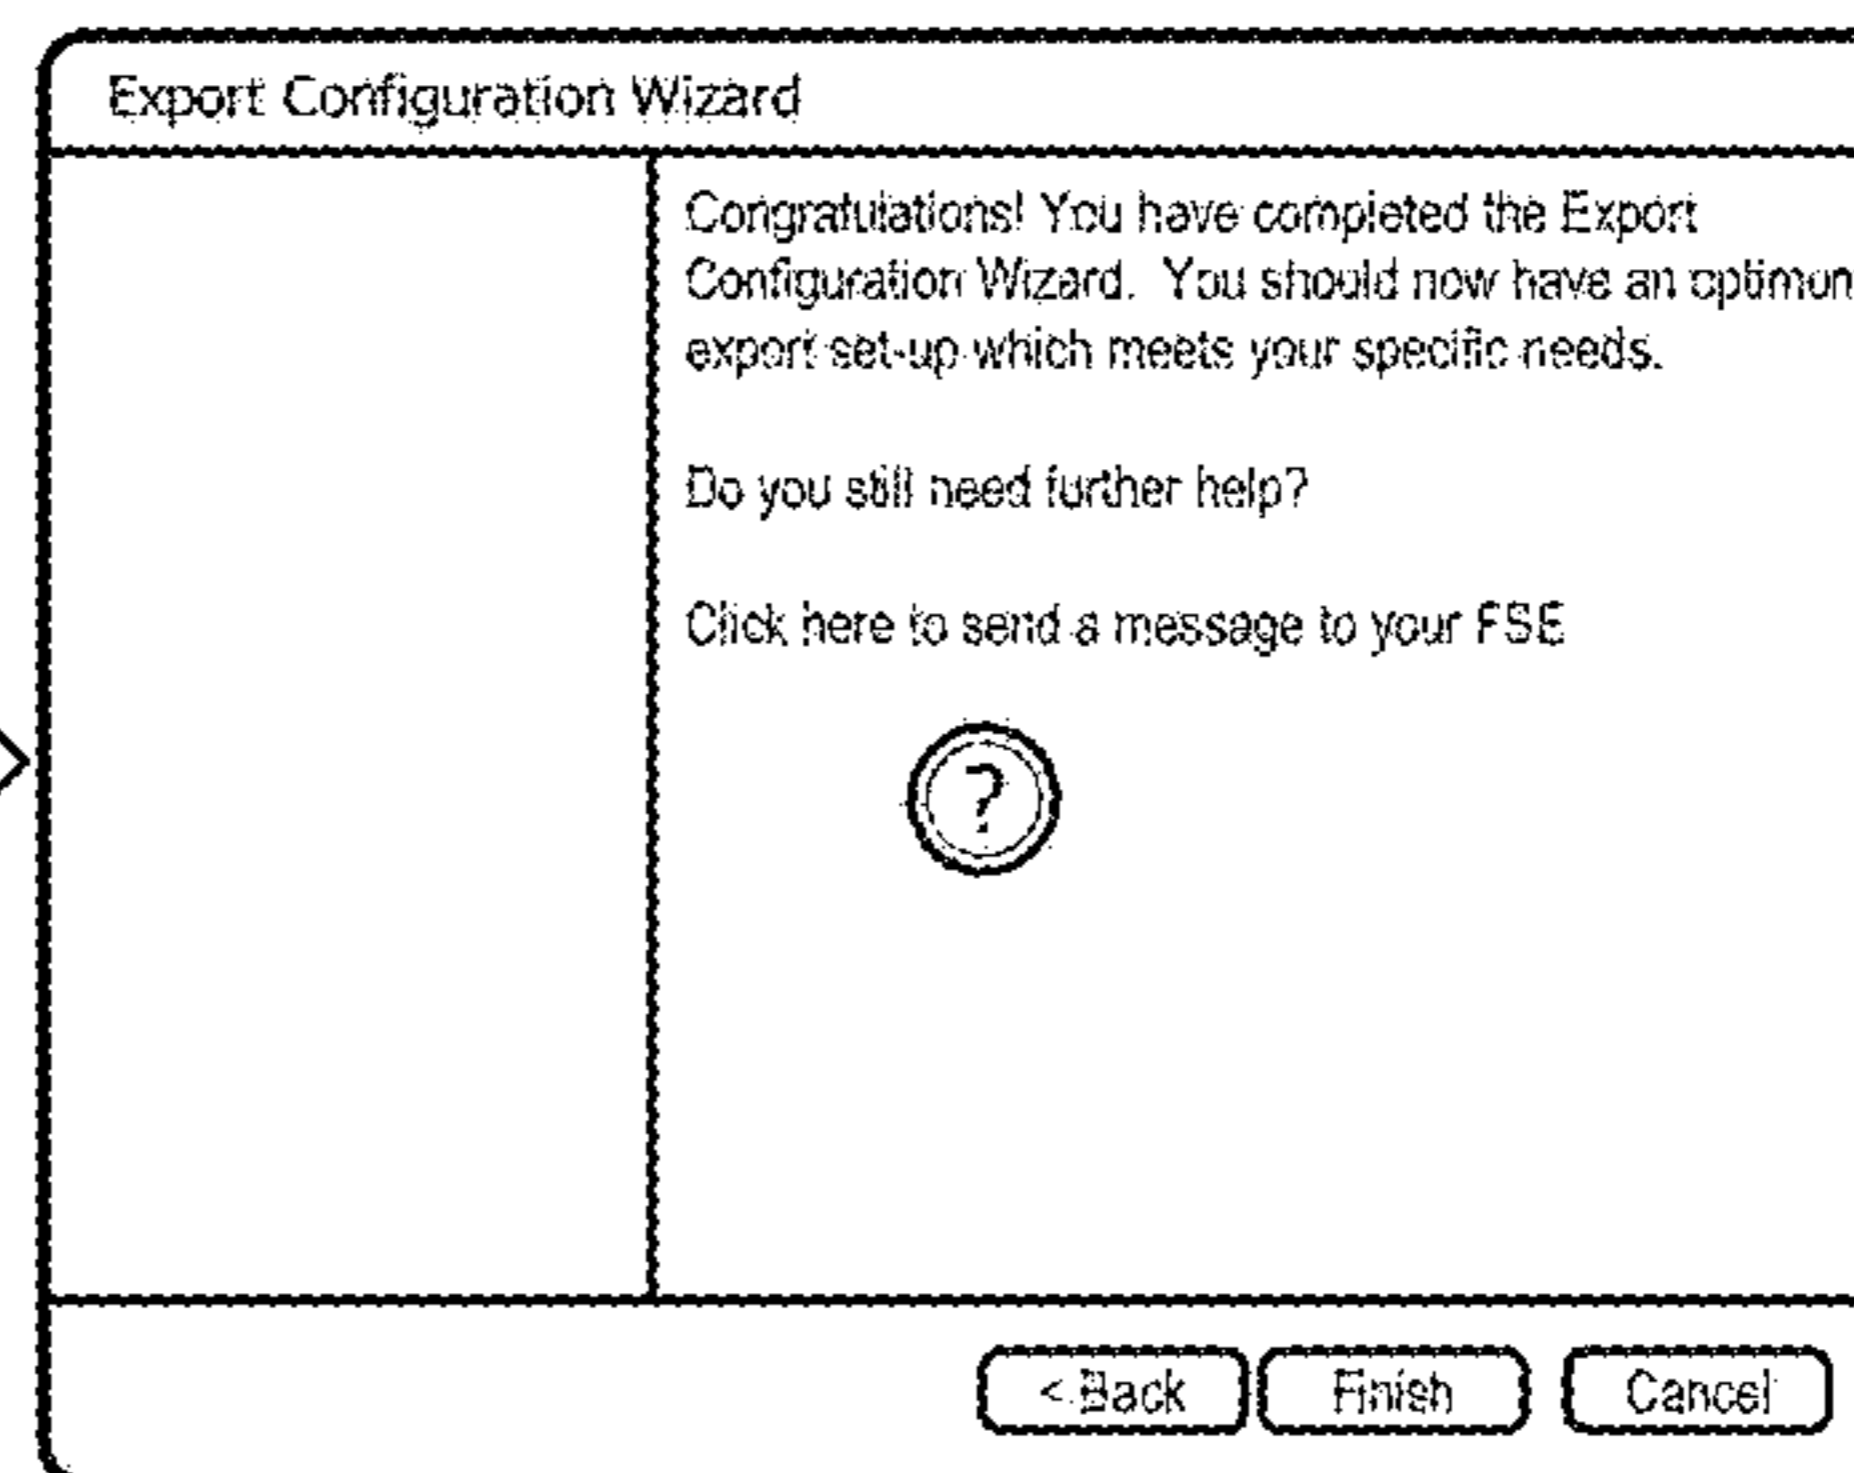 Export Configuration Wizard
Congratulations! You have completed the Export
Configuration Wizard. You should now have an
export set-up which meets your specific needs.
Do you still need further help?
Click here to send a message to your FSE
?
< Back
Finish
Cancel